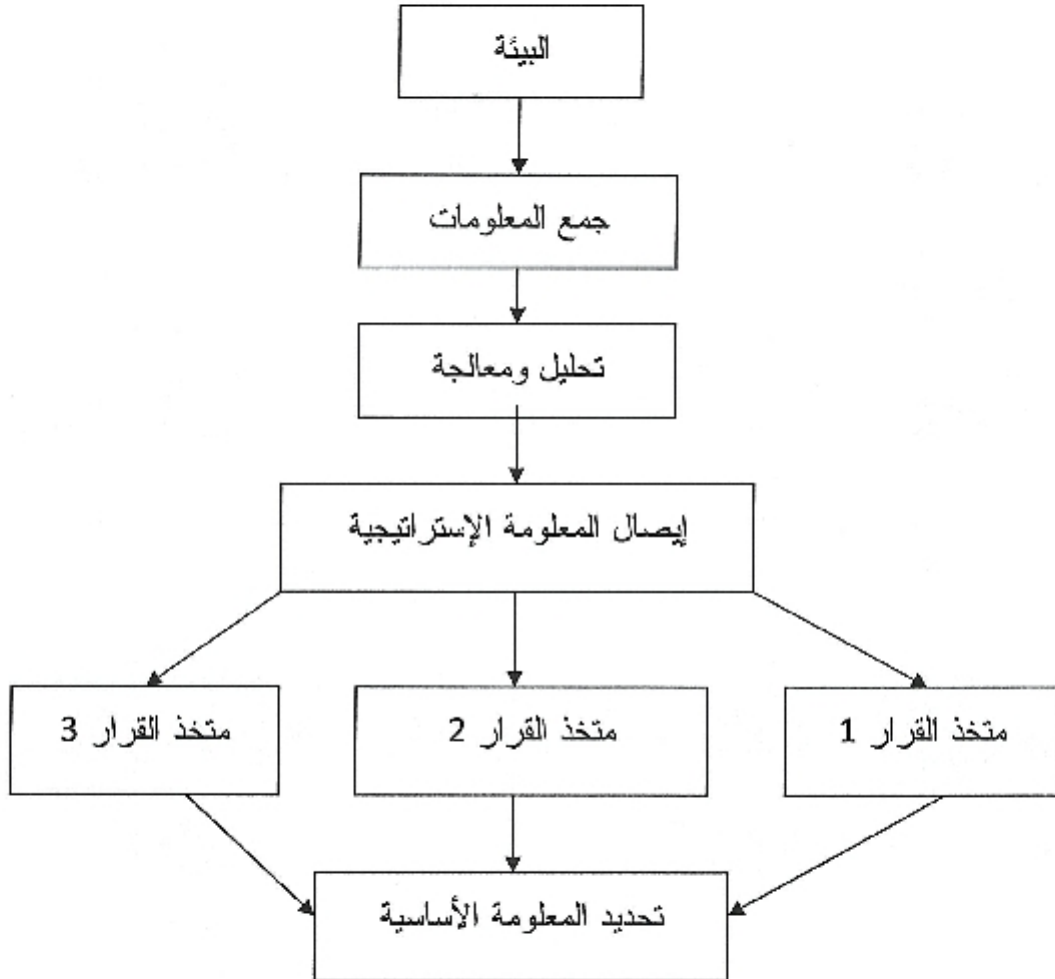 البيئة
جمع المعلومات
تحليل ومعالجة
إيصال المعلومة الإستراتيجية
متخذ القرار 1
متخذ القرار 2
متخذ القرار 3
تحديد المعلومة الأساسية